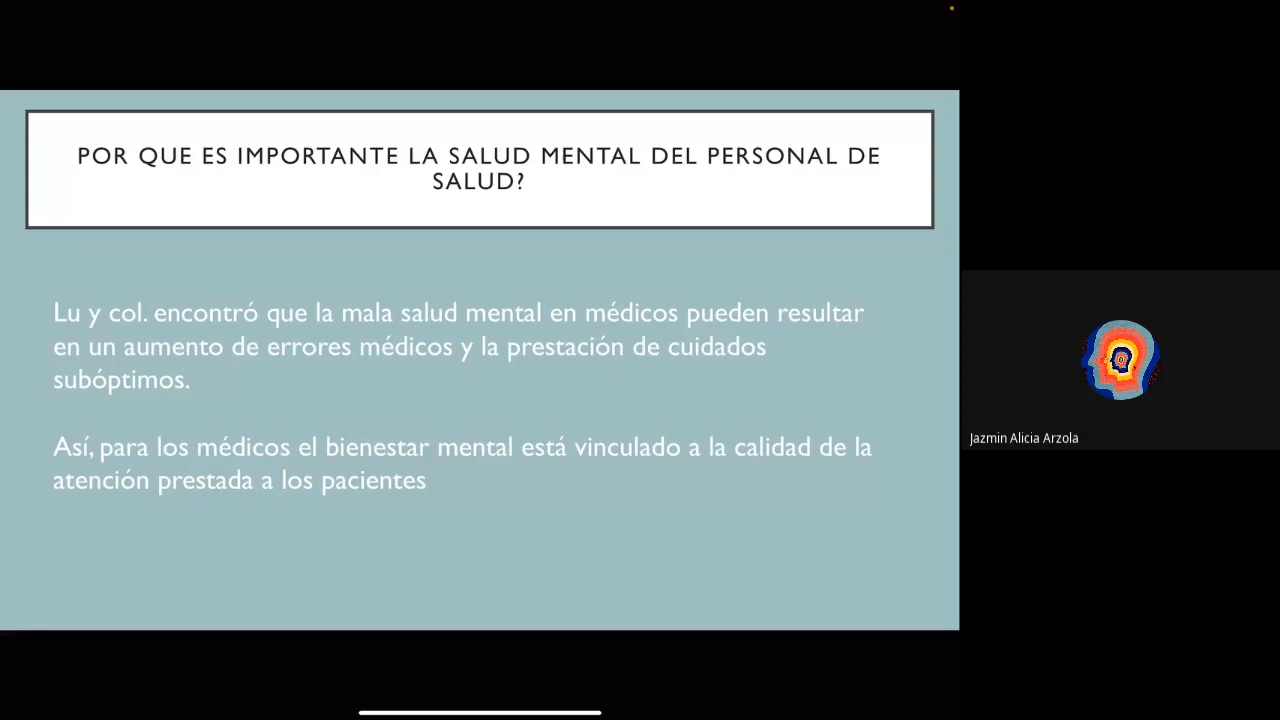 POR QUE ES IMPORTANTE LA SALUD MENTAL DEL PERSONAL DE
SALUD?
Lu y col. encontró que la mala salud mental en médicos pueden resultar
en un aumento de errores médicos y la prestación de cuidados
subóptimos.
Así, para los médicos el bienestar mental está vinculado a la calidad de la
atención prestada a los pacientes
Jazmin Alicia Arzola